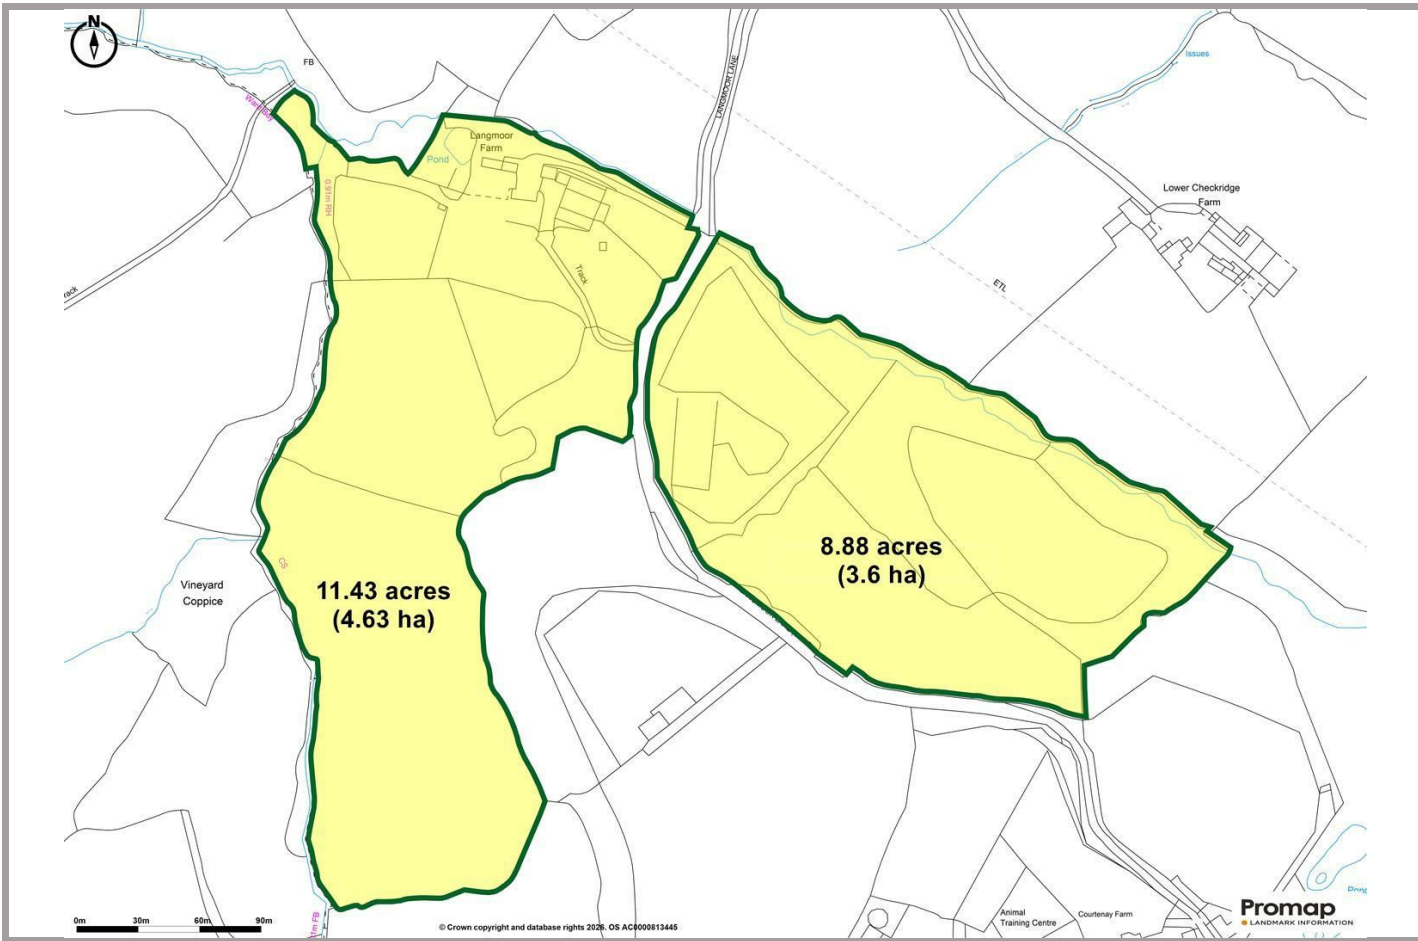 N
FB
Issues
LANGMOOR LANE
Langmoor
Farm
Pond
0.91m RH
Lower Checkridge
Farm
Track
ETL
8.88 acres
(3.6 ha)
11.43 acres
(4.63 ha)
CS
Vineyard
Coppice
0m 30m 60m 90m
© Crown copyright and database rights 2026. OS AC0000813445
Animal
Training Centre
Courtenay Farm
Promap
LANDMARK INFORMATION